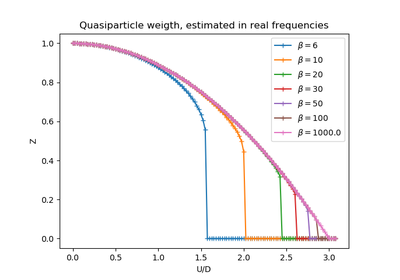 Quasiparticle weigth, estimated in real frequencies
1.0
0.8
0.6
0.4
0.2
0.0
Z
β = 6
β = 10
β = 20
β = 30
β = 50
β = 100
β = 1000.0
0.0 0.5 1.0 1.5 2.0 2.5 3.0
U/D